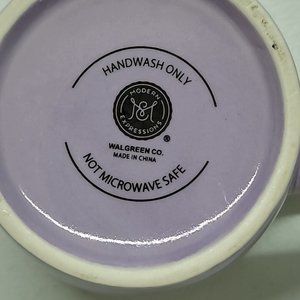 HANDWASH ONLY
MODERN
EXPRESSIONS
®
WALGREEN CO.
MADE IN CHINA
NOT MICROWAVE SAFE